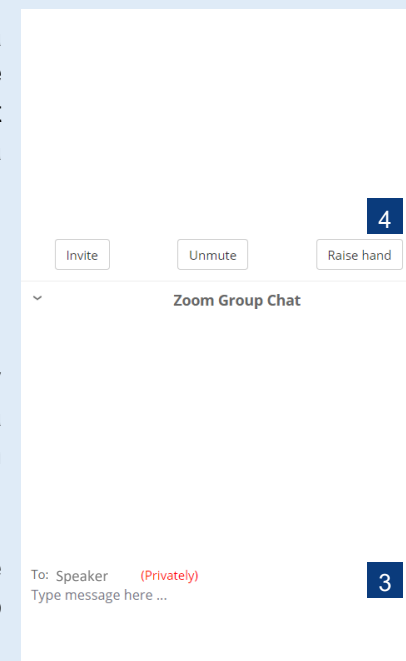 4
Invite Unmute Raise hand
Zoom Group Chat
To: Speaker (Privately)
3
Type message here ...